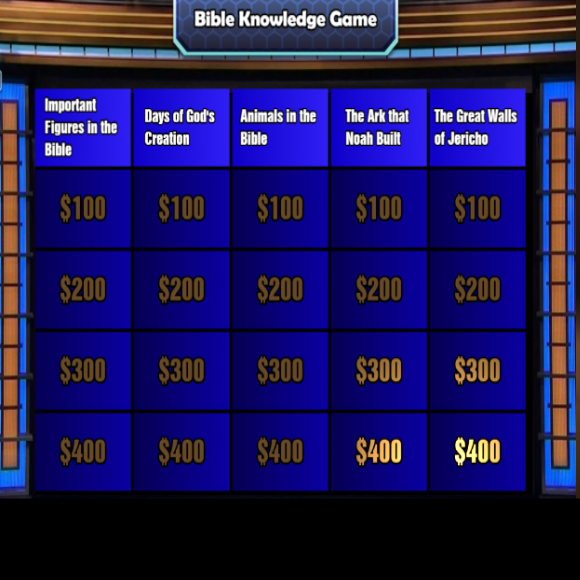 Bible Knowledge Game
Important
Figures in the
Bible
Days of God's
Creation
Animals in the
Bible
The Ark that
Noah Built
The Great Walls
of Jericho
$100 $100 $100 $100 $100
$200 $200 $200 $200 $200
$300 $300 $300 $300 $300
$400 $400 $400 $400 $400